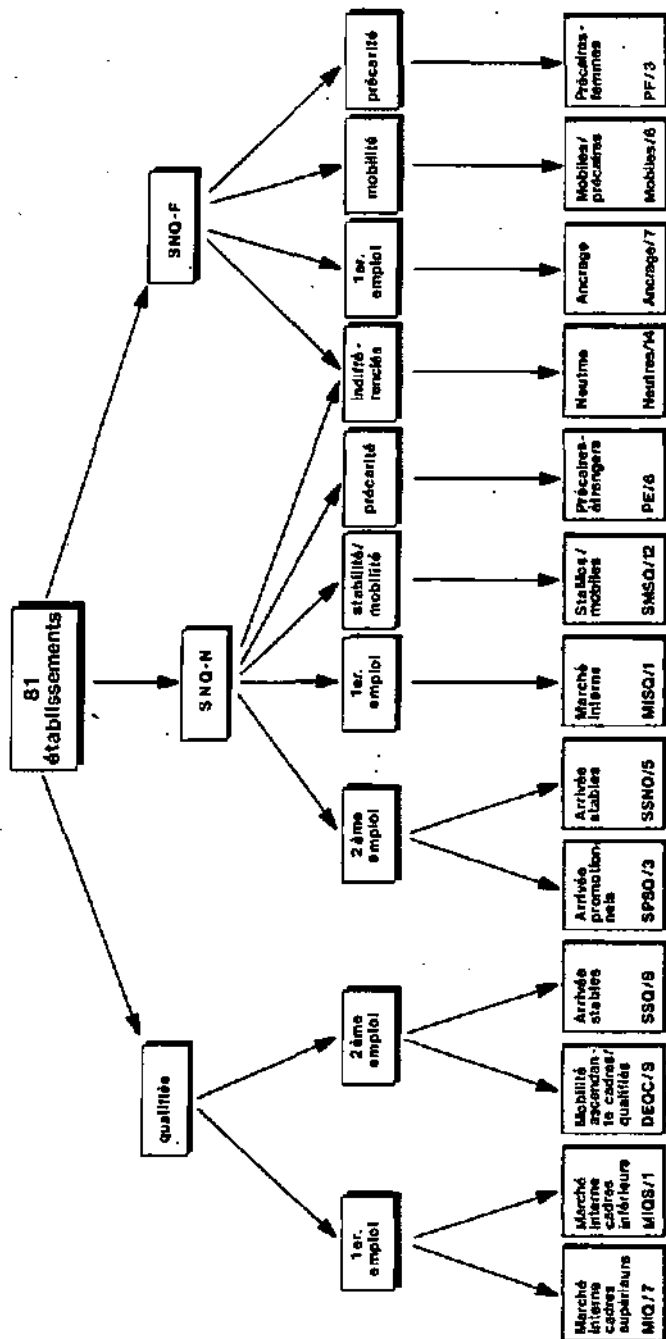 81
établissements
qualifiés
SNQ-N
SNQ-F
1er.
emploi
2ème
emploi
2ème
emploi
1er.
emploi
stabilité/
mobilité
précarité
indiffé-
renciés
1er.
emploi
mobilité
précarité
Marché
interne
cadres
supérieurs
MIQ/7
Marché
interne
cadres
inférieurs
MIQS/1
Mobilité
ascendan-
te cadres/
qualifiés
DEQC/9
Arrivée
stables
Arrivée
promotion-
nels
SPSQ/3
Arrivée
stables
SSNQ/5
Marché
interne
MISQ/1
Stables/
mobiles
SMSQ/12
Précaires-
étrangers
PE/6
Neutre
Neutres/14
Ancrage
Ancrage/7
Mobiles/
précaires
Mobiles/6
Précaires-
femmes
PF/3